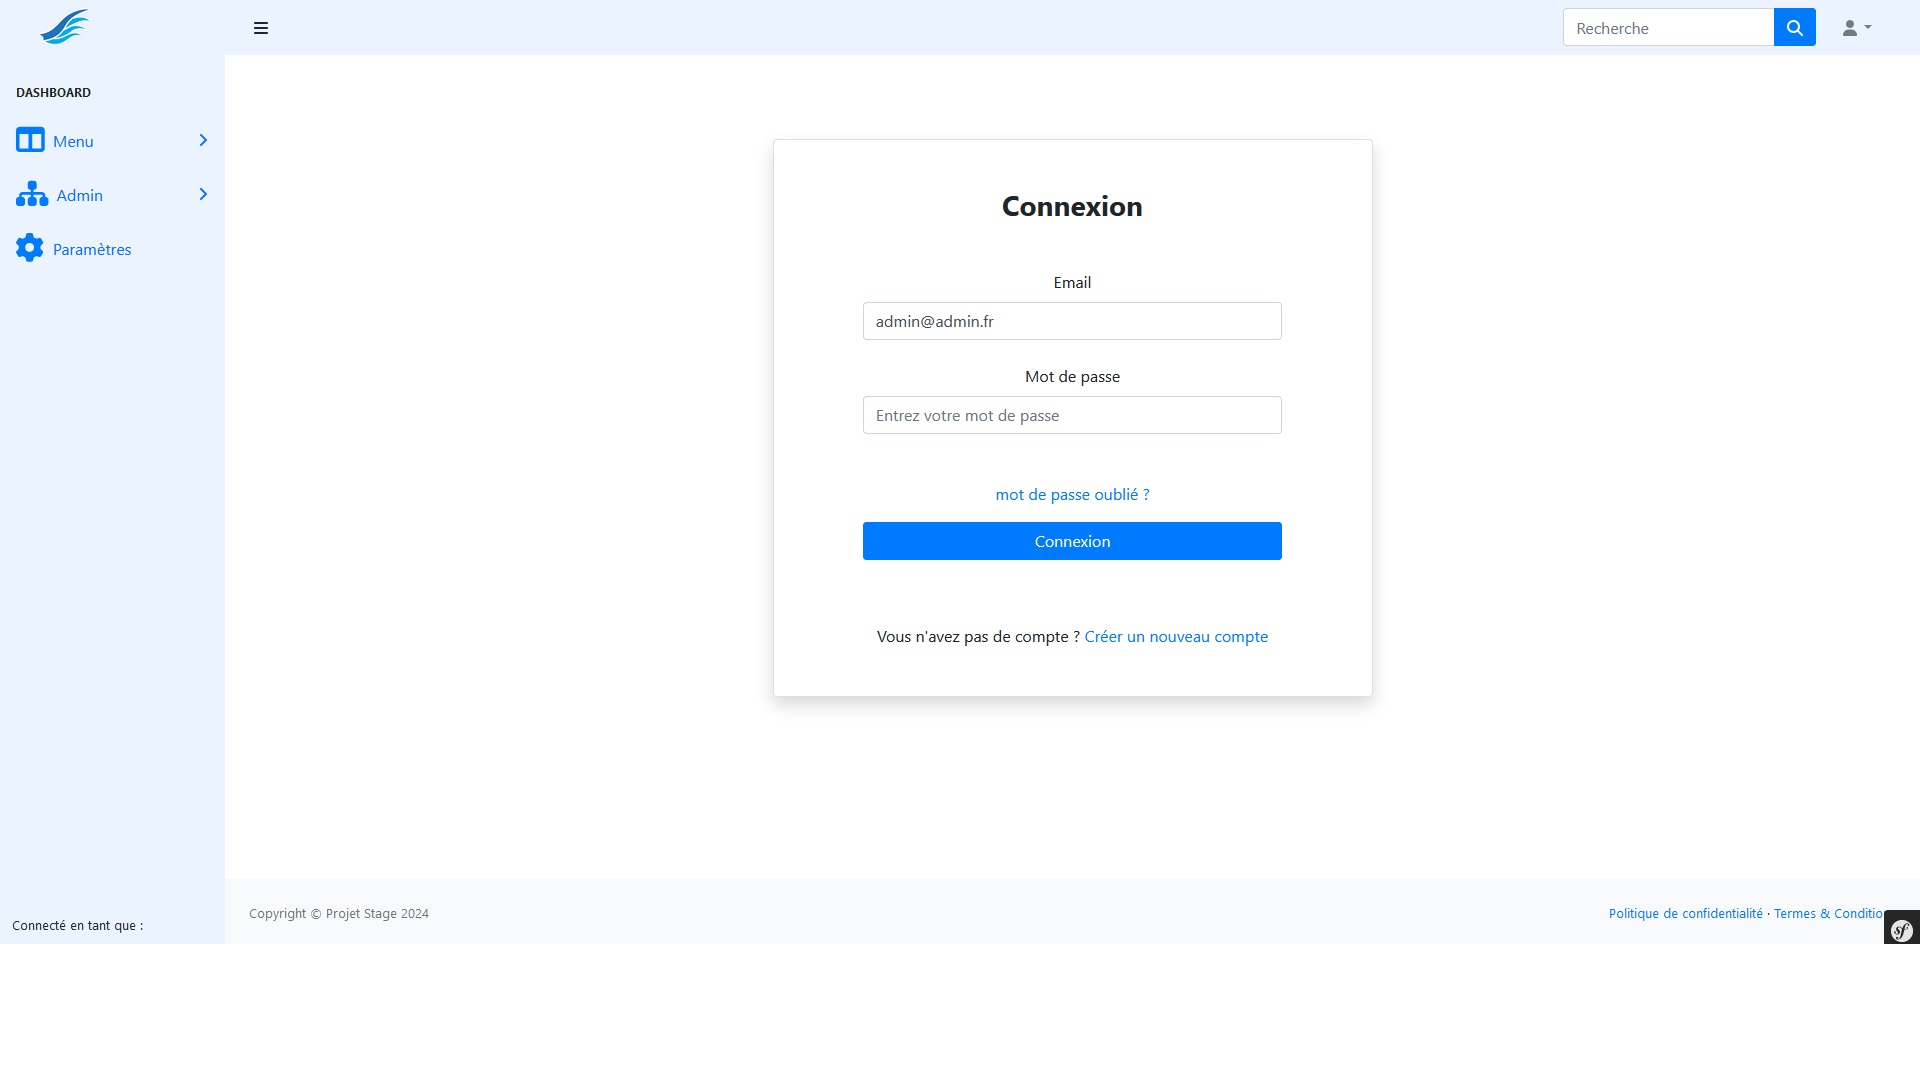 Recherche
DASHBOARD
Menu
Admin
Paramètres
Connexion
Email
admin@admin.fr
Mot de passe
Entrez votre mot de passe
mot de passe oublié ?
Connexion
Vous n'avez pas de compte ? Créer un nouveau compte
Connecté en tant que :
Copyright © Projet Stage 2024
Politique de confidentialité · Termes & Conditio
sf